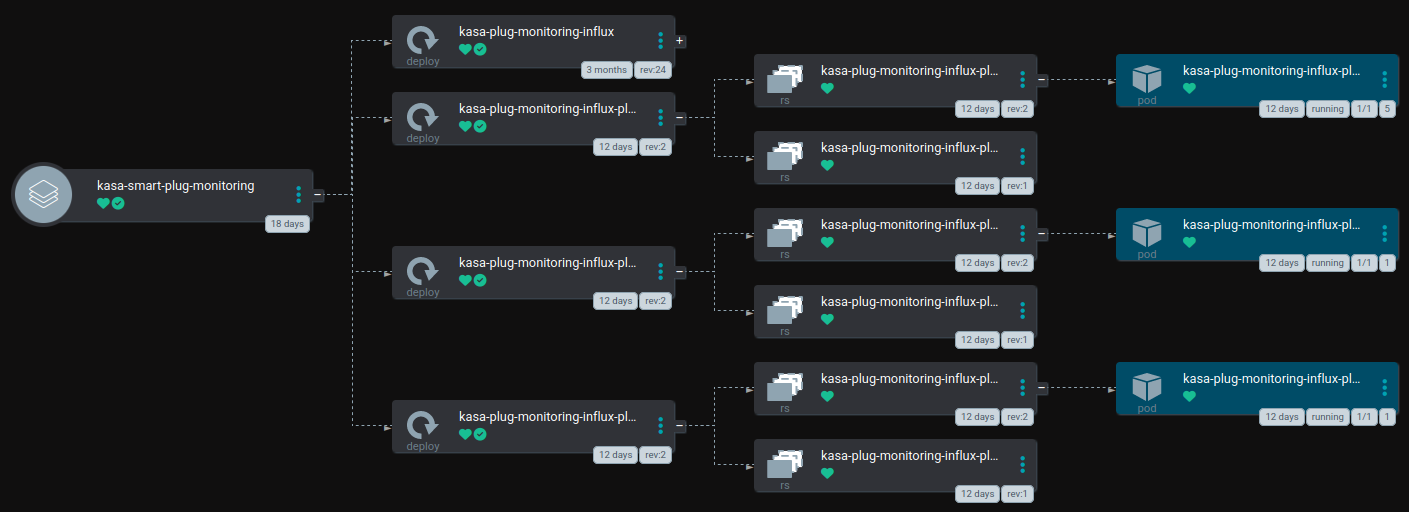 kasa-plug-monitoring-influx
deploy
3 months rev:24
kasa-plug-monitoring-influx-pl...
rs
12 days rev:2
kasa-plug-monitoring-influx-pl...
pod
12 days running 1/1 5
kasa-plug-monitoring-influx-pl...
deploy
12 days rev:2
kasa-plug-monitoring-influx-pl...
rs
12 days rev:1
kasa-smart-plug-monitoring
18 days
kasa-plug-monitoring-influx-pl...
rs
12 days rev:2
kasa-plug-monitoring-influx-pl...
pod
12 days running 1/1 1
kasa-plug-monitoring-influx-pl...
deploy
12 days rev:2
kasa-plug-monitoring-influx-pl...
rs
12 days rev:1
kasa-plug-monitoring-influx-pl...
rs
12 days rev:2
kasa-plug-monitoring-influx-pl...
pod
12 days running 1/1 1
kasa-plug-monitoring-influx-pl...
deploy
12 days rev:2
kasa-plug-monitoring-influx-pl...
rs
12 days rev:1